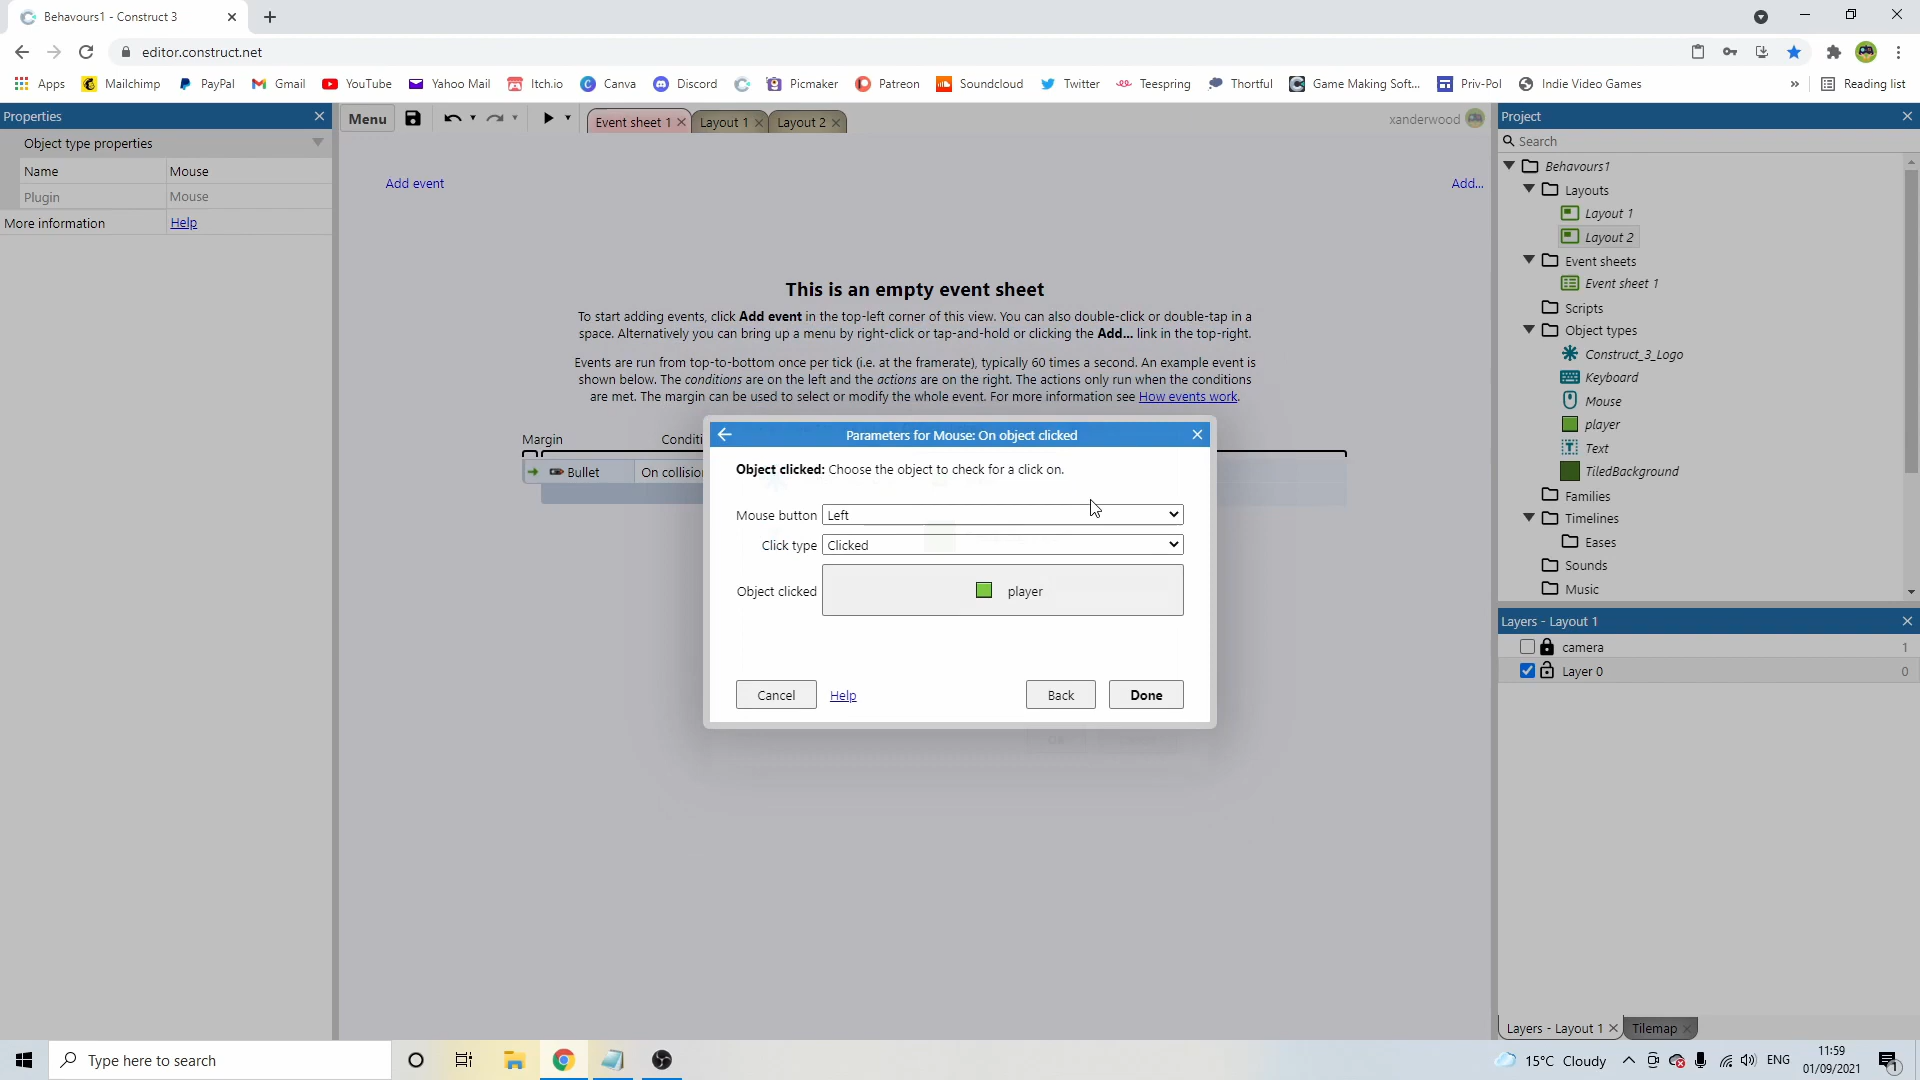 Behavours1 - Construct 3
editor.construct.net
Apps Mailchimp PayPal Gmail YouTube Yahoo Mail Itch.io Canva Discord Picmaker Patreon Soundcloud Twitter Teespring Thortful Game Making Soft... Priv-Pol Indie Video Games » Reading list
Properties
Object type properties
Name Mouse
Plugin Mouse
More information Help
Menu
Event sheet 1 Layout 1 Layout 2
xanderwood
Add event
Add...
This is an empty event sheet
To start adding events, click Add event in the top-left corner of this view. You can also double-click or double-tap in a
space. Alternatively you can bring up a menu by right-click or tap-and-hold or clicking the Add... link in the top-right.
Events are run from top-to-bottom once per tick (i.e. at the framerate), typically 60 times a second. An example event is
shown below. The conditions are on the left and the actions are on the right. The actions only run when the conditions
are met. The margin can be used to select or modify the whole event. For more information see How events work.
Margin Conditi
Bullet On collision
Parameters for Mouse: On object clicked
Object clicked: Choose the object to check for a click on.
Mouse button Left
Click type Clicked
Object clicked player
Cancel Help Back Done
Project
Search
Behavours1
Layouts
Layout 1
Layout 2
Event sheets
Event sheet 1
Scripts
Object types
Construct_3_Logo
Keyboard
Mouse
player
Text
TiledBackground
Families
Timelines
Eases
Sounds
Music
Layers - Layout 1
camera 1
Layer 0 0
Layers - Layout 1 Tilemap
Type here to search
15°C Cloudy ENG
11:59
01/09/2021
1